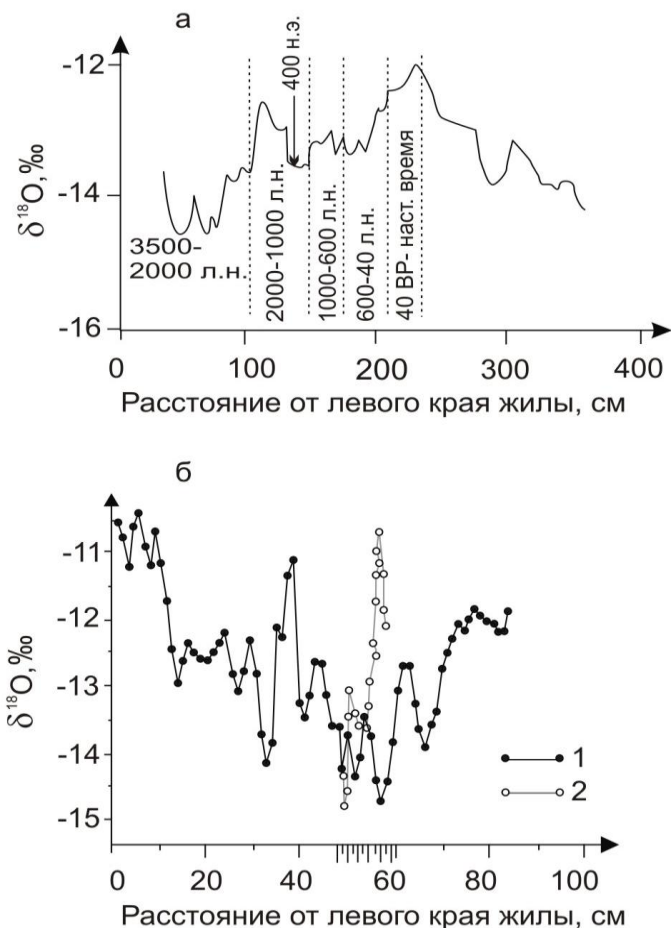 а
-12
-14
-16
δ¹⁸O,‰
400 н.э.
3500-
2000 л.н.
2000-1000 л.н.
1000-600 л.н.
600-40 л.н.
40 ВР- наст. время
0 100 200 300 400
Расстояние от левого края жилы, см
б
-11
-12
-13
-14
-15
δ¹⁸O,‰
1
2
0 20 40 60 80 100
Расстояние от левого края жилы, см